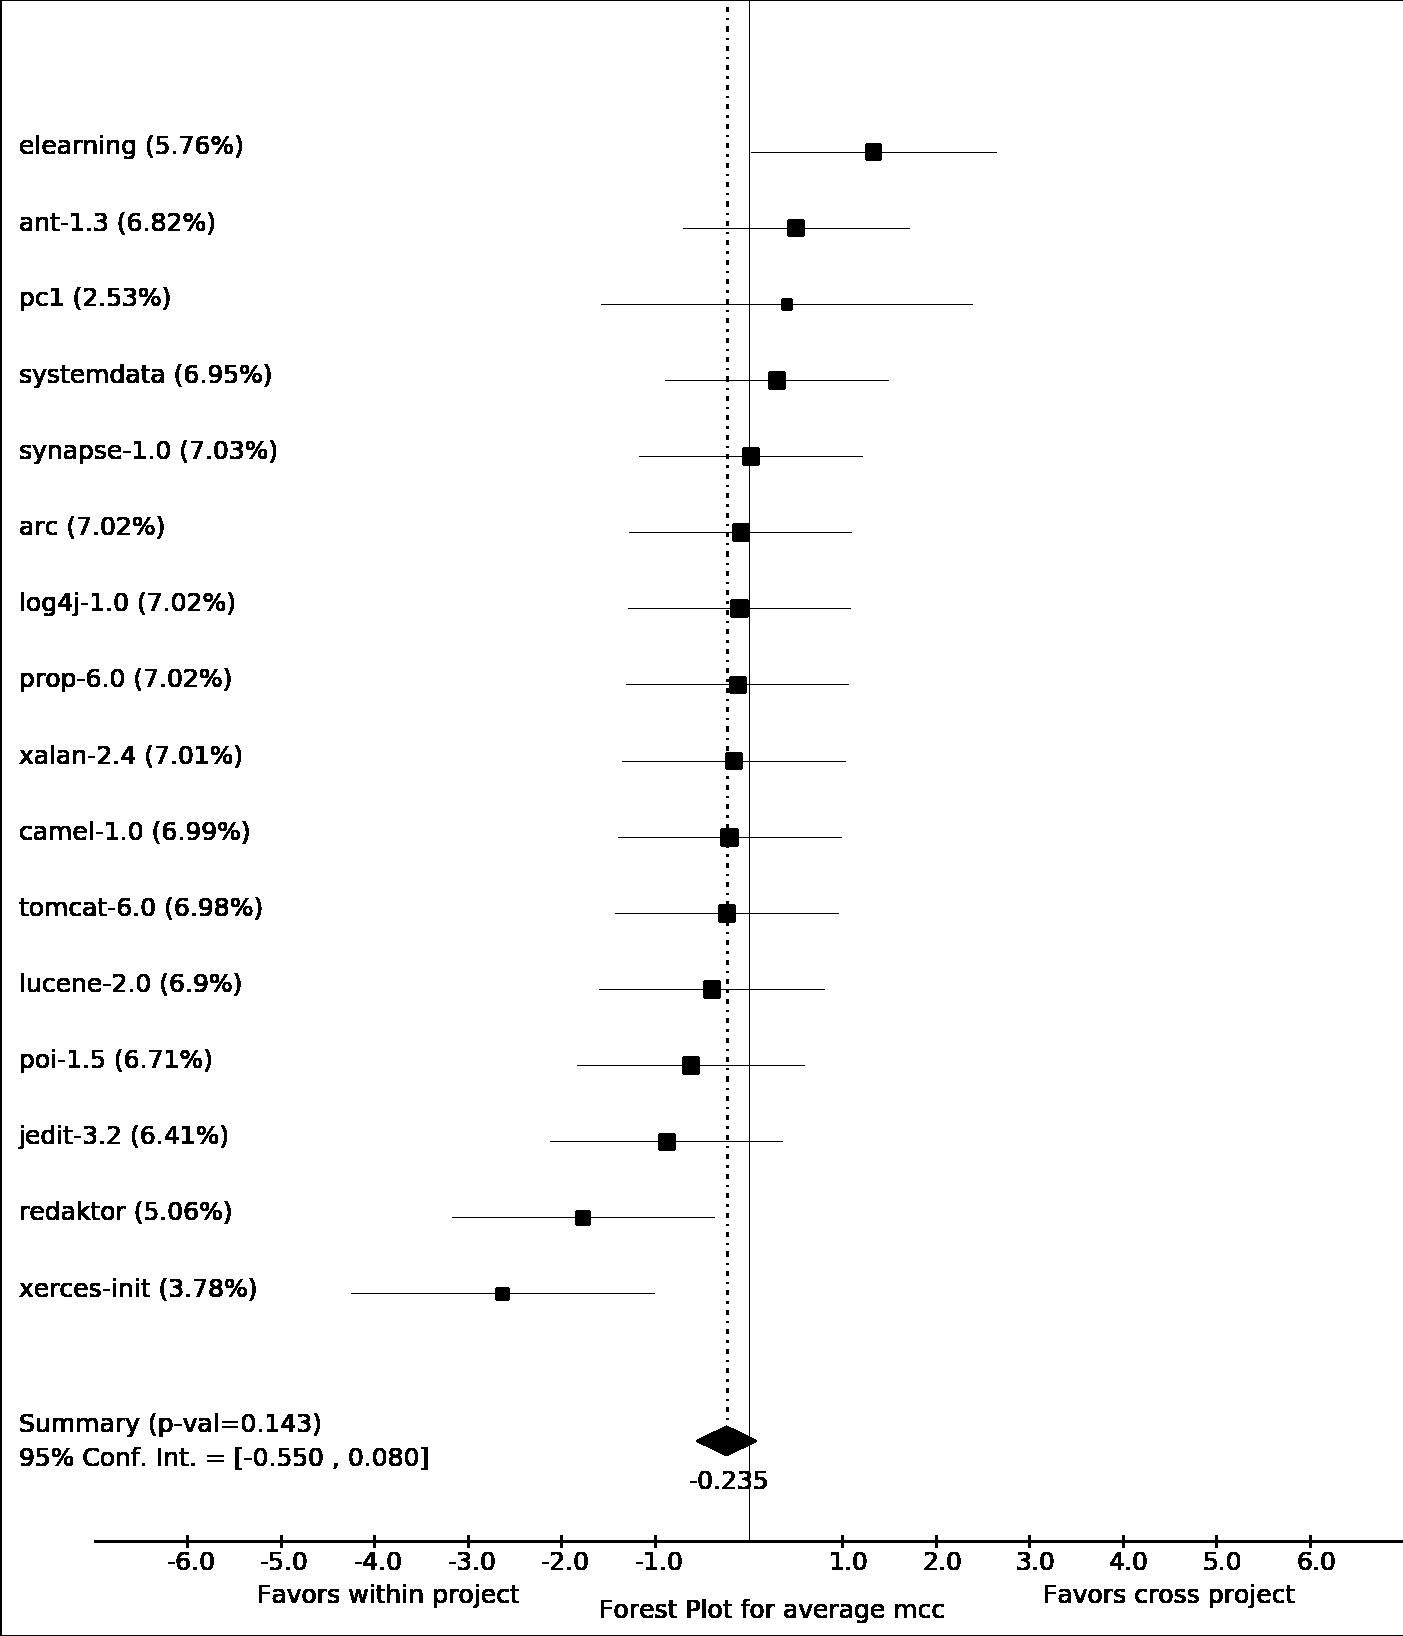 elearning (5.76%)
ant-1.3 (6.82%)
pc1 (2.53%)
systemdata (6.95%)
synapse-1.0 (7.03%)
arc (7.02%)
log4j-1.0 (7.02%)
prop-6.0 (7.02%)
xalan-2.4 (7.01%)
camel-1.0 (6.99%)
tomcat-6.0 (6.98%)
lucene-2.0 (6.9%)
poi-1.5 (6.71%)
jedit-3.2 (6.41%)
redaktor (5.06%)
xerces-init (3.78%)
Summary (p-val=0.143)
95% Conf. Int. = [-0.550 , 0.080]
-0.235
-6.0 -5.0 -4.0 -3.0 -2.0 -1.0 1.0 2.0 3.0 4.0 5.0 6.0
Favors within project Favors cross project
Forest Plot for average mcc